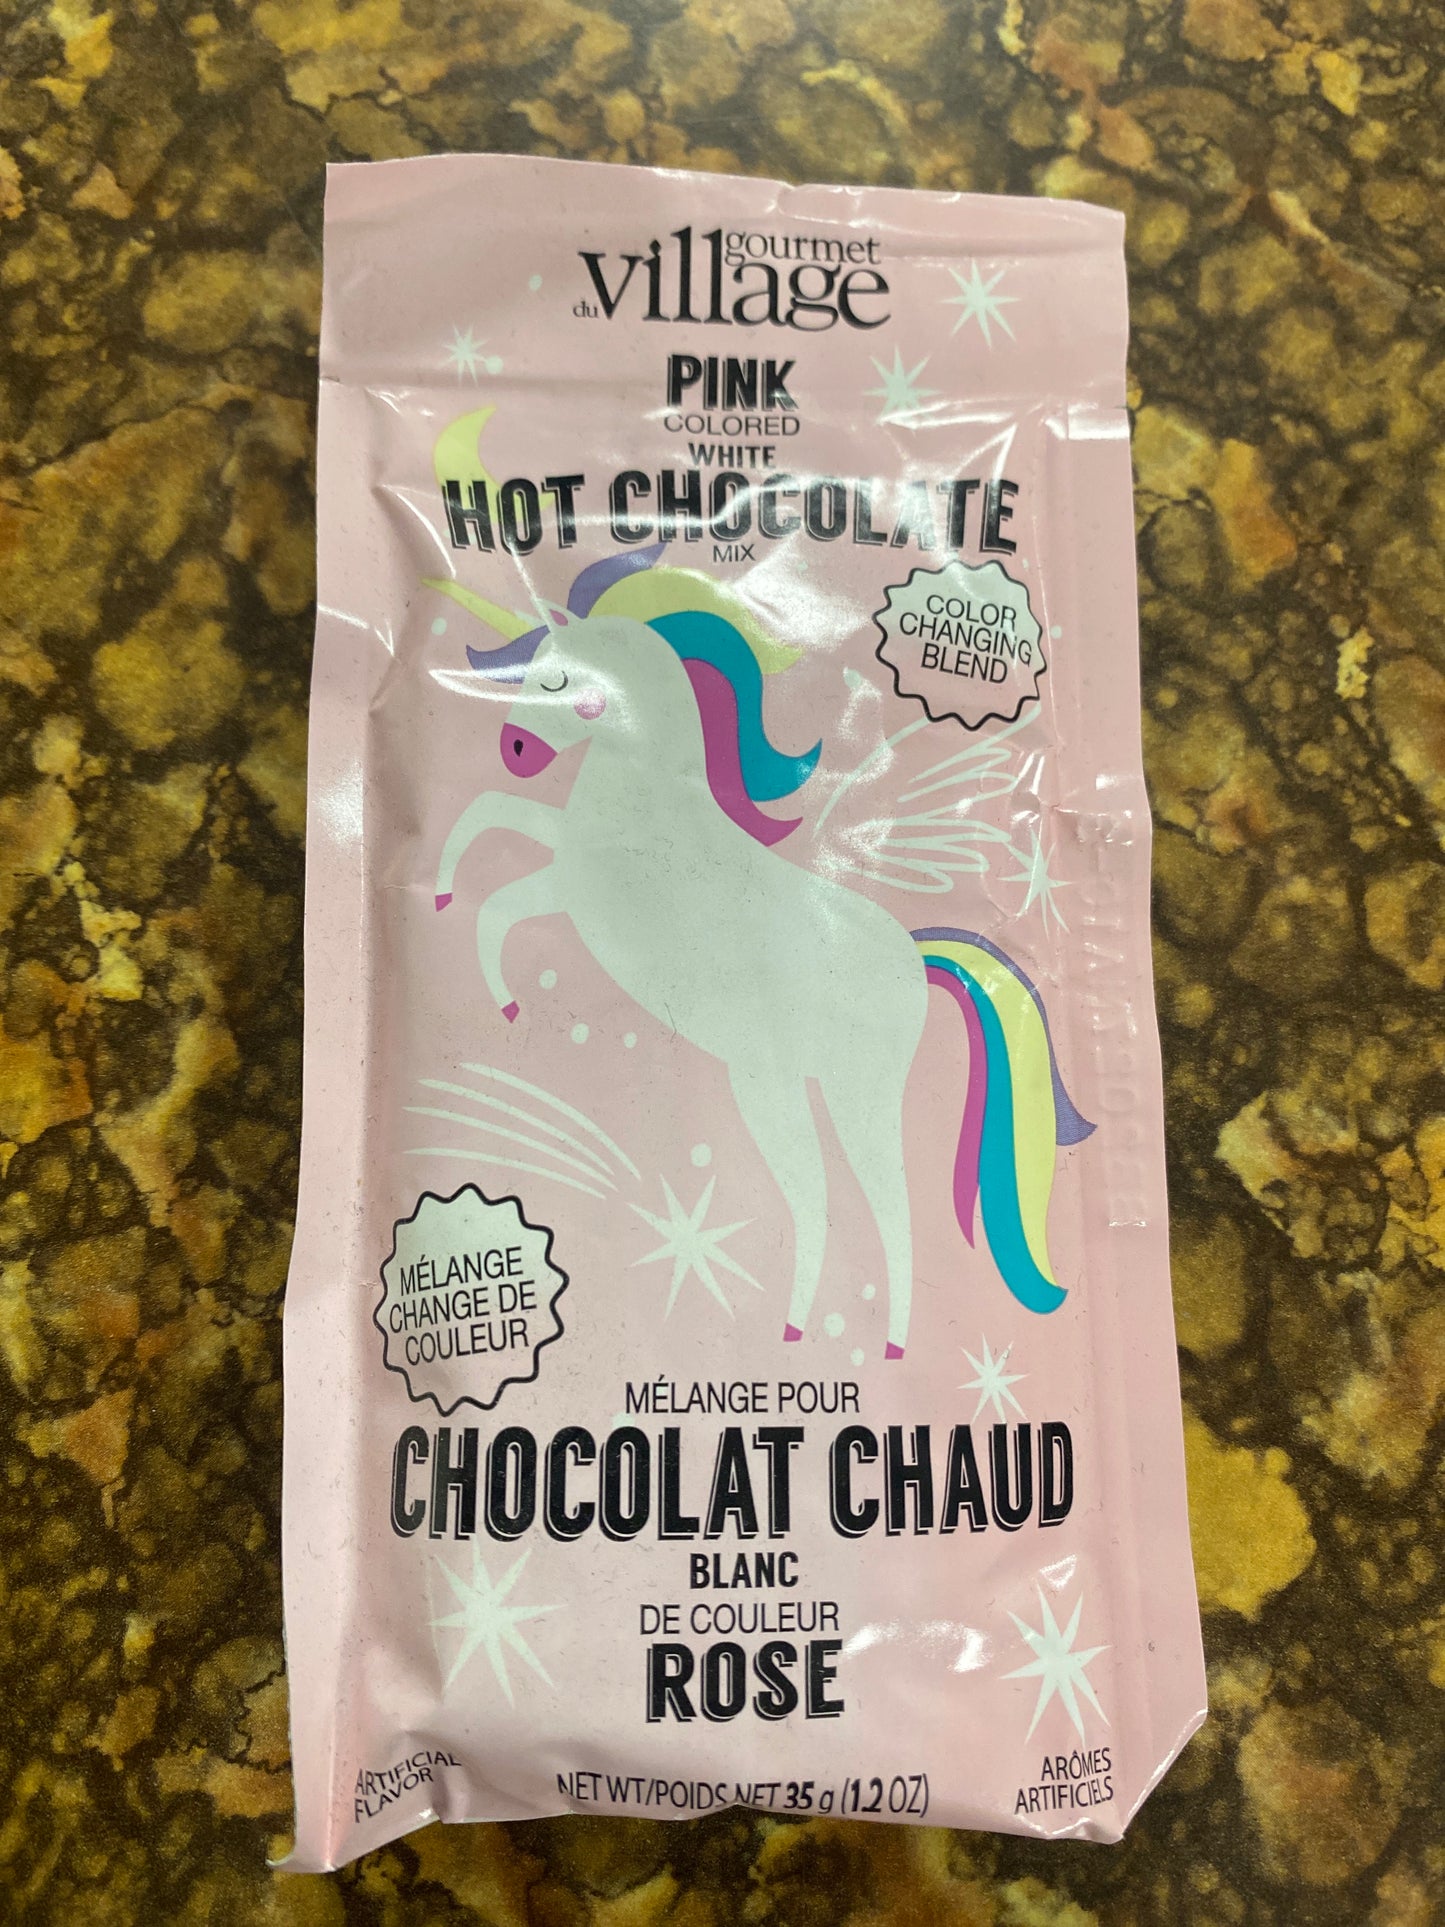 gourmet
du village
PINK
COLORED
WHITE
HOT CHOCOLATE
MIX
COLOR
CHANGING
BLEND
MÉLANGE
CHANGE DE
COULEUR
MÉLANGE POUR
CHOCOLAT CHAUD
BLANC
DE COULEUR
ROSE
ARTIFICIAL
FLAVOR
NET WT/POIDS NET 35 g (1.2 OZ)
ARÔMES
ARTIFICIELS